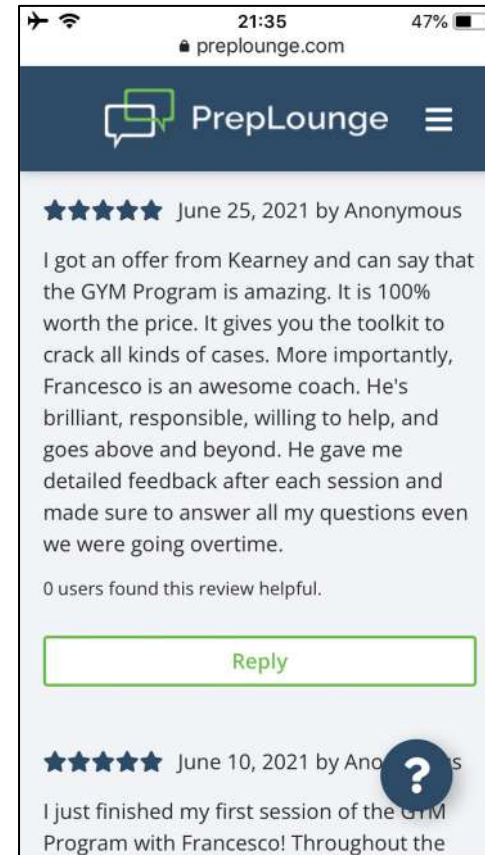 21:35
47%
preplounge.com
PrepLounge
June 25, 2021 by Anonymous
I got an offer from Kearney and can say that
the GYM Program is amazing. It is 100%
worth the price. It gives you the toolkit to
crack all kinds of cases. More importantly,
Francesco is an awesome coach. He's
brilliant, responsible, willing to help, and
goes above and beyond. He gave me
detailed feedback after each session and
made sure to answer all my questions even
we were going overtime.
0 users found this review helpful.
Reply
June 10, 2021 by
?
I just finished my first session of the GYM
Program with Francesco! Throughout the